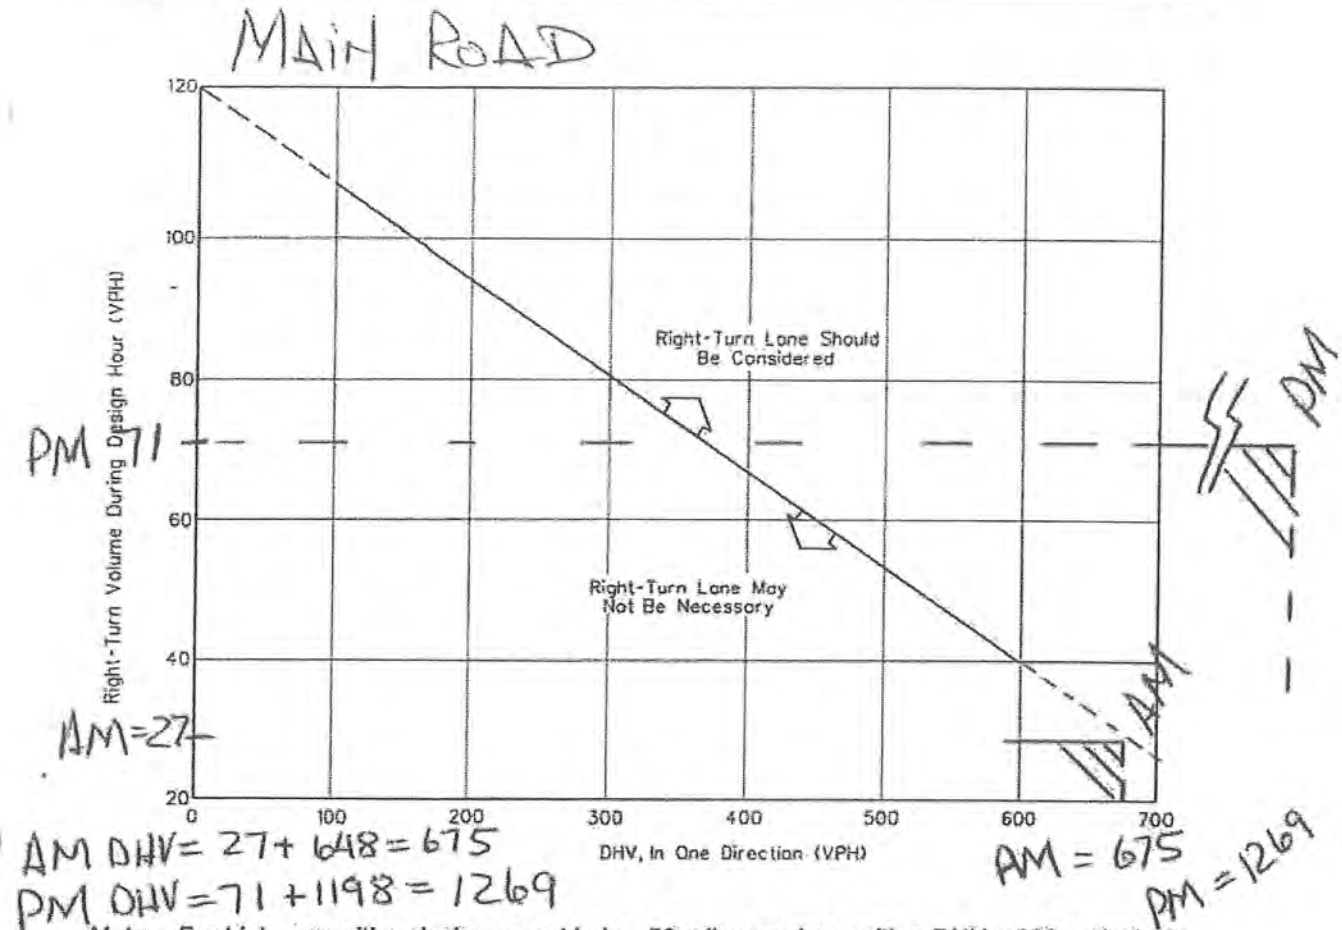 MAIN ROAD
120
100
80
60
40
20
Right-Turn Volume During Design Hour (VPH)
Right-Turn Lane Should
Be Considered
Right-Turn Lane May
Not Be Necessary
PM 71
AM=27
PM
AM
0 100 200 300 400 500 600 700
DHV, In One Direction (VPH)
AM DHV = 27 + 648 = 675
PM DHV = 71 + 1198 = 1269
AM = 675
PM = 1269